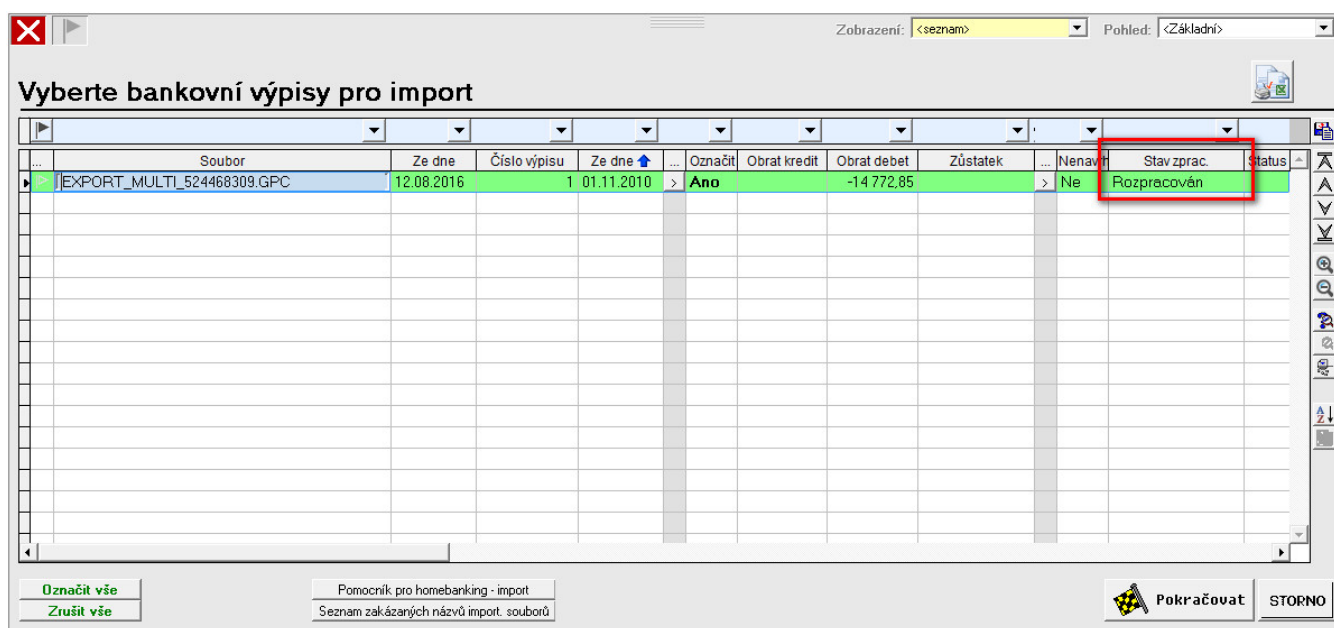 Zobrazení: <seznam> Pohled: <Základní>
Vyberte bankovní výpisy pro import
... Soubor Ze dne Číslo výpisu Ze dne ... Označit Obrat kredit Obrat debet Zůstatek ... Nenavrh Stav zprac. Status
EXPORT_MULTI_524468309.GPC 12.08.2016 1 01.11.2010 > Ano -14 772,85 > Ne Rozpracován
Označit vše Pomocník pro homebanking - import Pokračovat STORNO
Zrušit vše Seznam zakázaných názvů import. souborů